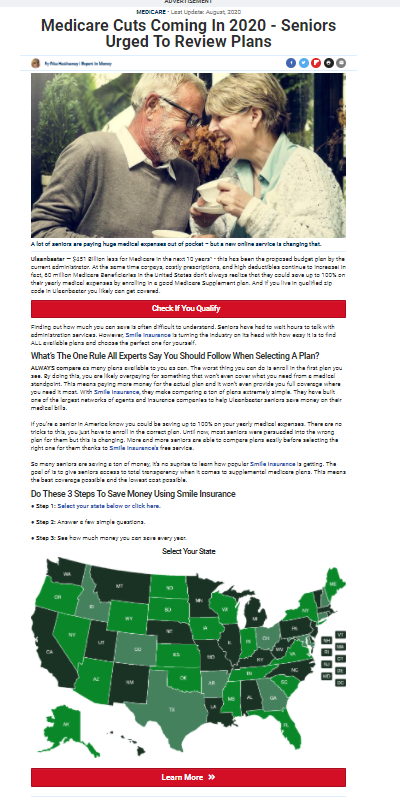 ADVERTISEMENT
MEDICARE - Last Update: August, 2020
Medicare Cuts Coming In 2020 - Seniors
Urged To Review Plans
A lot of seniors are paying huge medical expenses out of pocket – but a new online service is changing that.
Uleenbaster — $451 Billion less for Medicare in the next 10 years" - this has been the proposed budget plan by the
current administrator. At the same time co-pays, costly prescriptions, and high deductibles continue to increase! In
fact, 60 million Medicare Beneficiaries in the United States don't always realize that they could save up to 100% on
their yearly medical expenses by enrolling in a good Medicare Supplement plan. And if you live in qualified zip
code in Uleenbaster you likely can get covered.
Check If You Qualify
Finding out how much you can save is often difficult to understand. Seniors have had to wait hours to talk with
administration services. However, Smile Insurance is turning the industry on its head with how easy it is to find
ALL available plans and choose the perfect one for yourself.
What's The One Rule All Experts Say You Should Follow When Selecting A Plan?
ALWAYS compare as many plans available to you as can. The worst thing you can do is enroll in the first plan you
see. By doing this, you are likely overpaying for something that won't even cover what you need from a medical
standpoint. This means paying more money for the actual plan and it won't even provide you full coverage where
you need it most. With Smile Insurance, they make comparing a ton of plans extremely simple. They have built
one of the largest networks of agents and insurance companies to help Uleenbaster seniors save money on their
medical bills.
If you're a senior in America know you could be saving up to 100% on your yearly medical expenses. There are no
tricks to this, you just have to enroll in the correct plan. Until now, most seniors were persuaded into the wrong
plan for them but this is changing. More and more seniors are able to compare plans easily before selecting the
right one for them thanks to Smile Insurance's free service.
So many seniors are saving a ton of money, it's no suprise to learn how popular Smile Insurance is getting. The
goal of is to give seniors access to total transparency when it comes to supplemental medicare plans. This means
the best coverage possible and the lowest cost possible.
Do These 3 Steps To Save Money Using Smile Insurance
• Step 1: Select your state below or click here.
• Step 2: Answer a few simple questions.
• Step 3: See how much money you can save every year.
Select Your State
WA
MT
ND
MN
OR
ID
WY
SD
WI
MI
NY
ME
NV
UT
CO
NE
IA
IL
IN
OH
PA
CA
AZ
NM
KS
MO
KY
WV
VA
OK
AR
TN
NC
SC
TX
LA
MS
AL
GA
FL
AK
HI
NH
VT
MA
RI
CT
NJ
DE
MD
DC
Learn More »